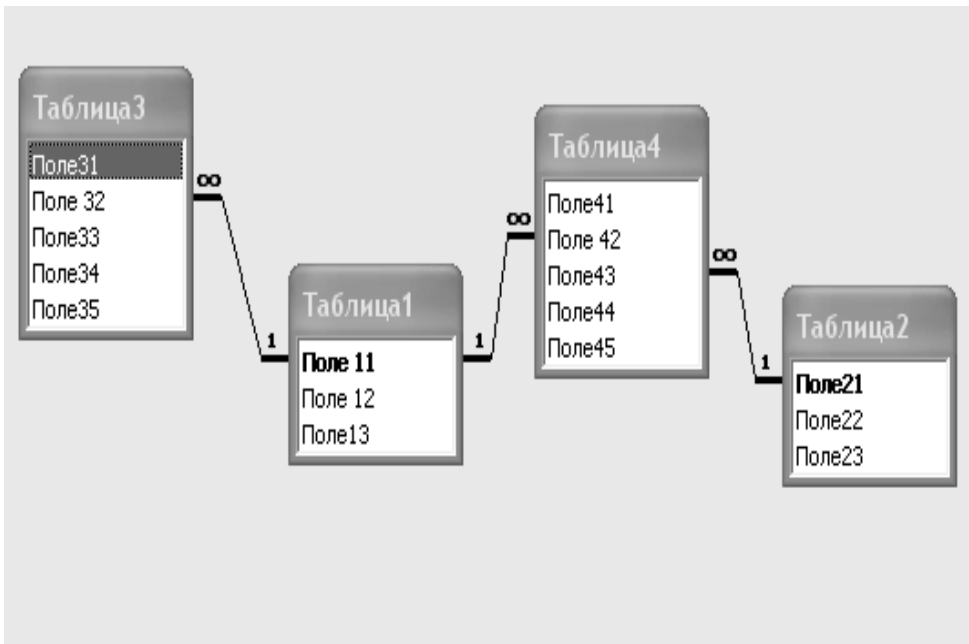 Таблица3
Поле31
Поле 32
Поле33
Поле34
Поле35
∞
1
Таблица1
Поле 11
Поле 12
Поле13
1
∞
Таблица4
Поле41
Поле 42
Поле43
Поле44
Поле45
∞
1
Таблица2
Поле21
Поле22
Поле23